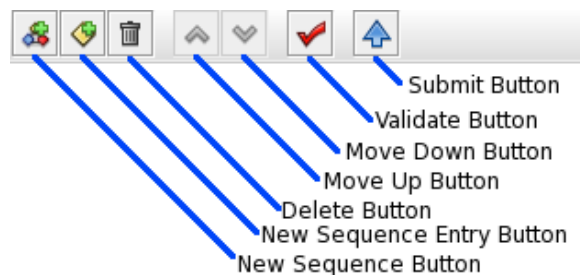 Submit Button
Validate Button
Move Down Button
Move Up Button
Delete Button
New Sequence Entry Button
New Sequence Button